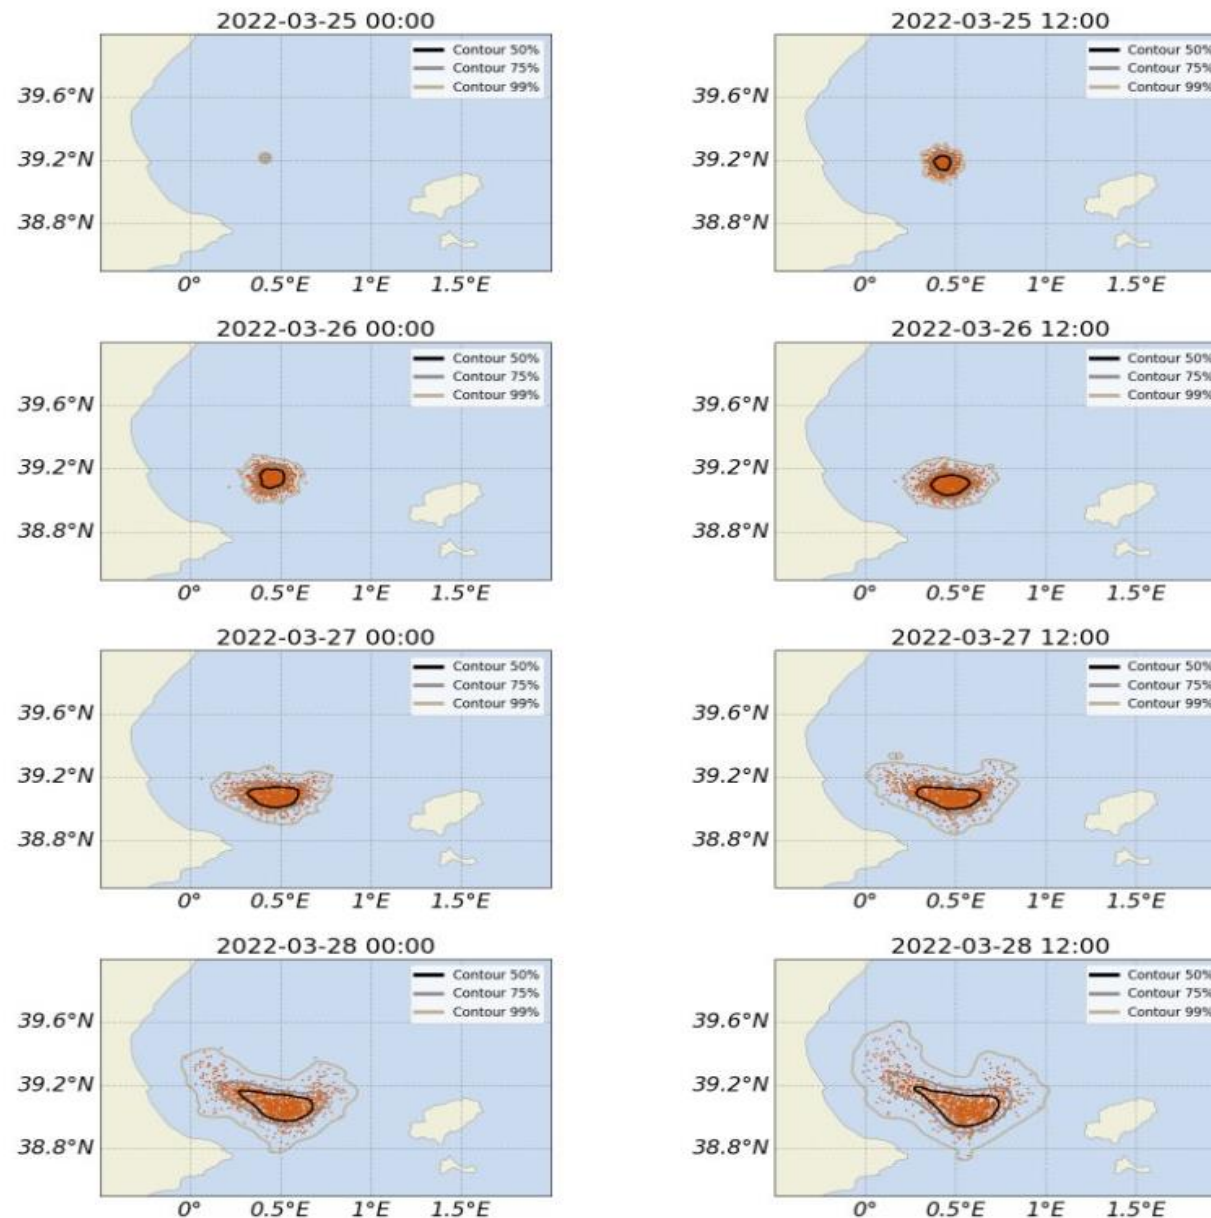 2022-03-25 00:00
Contour 50%
Contour 75%
Contour 99%
39.6°N
39.2°N
38.8°N
0° 0.5°E 1°E 1.5°E
2022-03-25 12:00
Contour 50%
Contour 75%
Contour 99%
39.6°N
39.2°N
38.8°N
0° 0.5°E 1°E 1.5°E
2022-03-26 00:00
Contour 50%
Contour 75%
Contour 99%
39.6°N
39.2°N
38.8°N
0° 0.5°E 1°E 1.5°E
2022-03-26 12:00
Contour 50%
Contour 75%
Contour 99%
39.6°N
39.2°N
38.8°N
0° 0.5°E 1°E 1.5°E
2022-03-27 00:00
Contour 50%
Contour 75%
Contour 99%
39.6°N
39.2°N
38.8°N
0° 0.5°E 1°E 1.5°E
2022-03-27 12:00
Contour 50%
Contour 75%
Contour 99%
39.6°N
39.2°N
38.8°N
0° 0.5°E 1°E 1.5°E
2022-03-28 00:00
Contour 50%
Contour 75%
Contour 99%
39.6°N
39.2°N
38.8°N
0° 0.5°E 1°E 1.5°E
2022-03-28 12:00
Contour 50%
Contour 75%
Contour 99%
39.6°N
39.2°N
38.8°N
0° 0.5°E 1°E 1.5°E